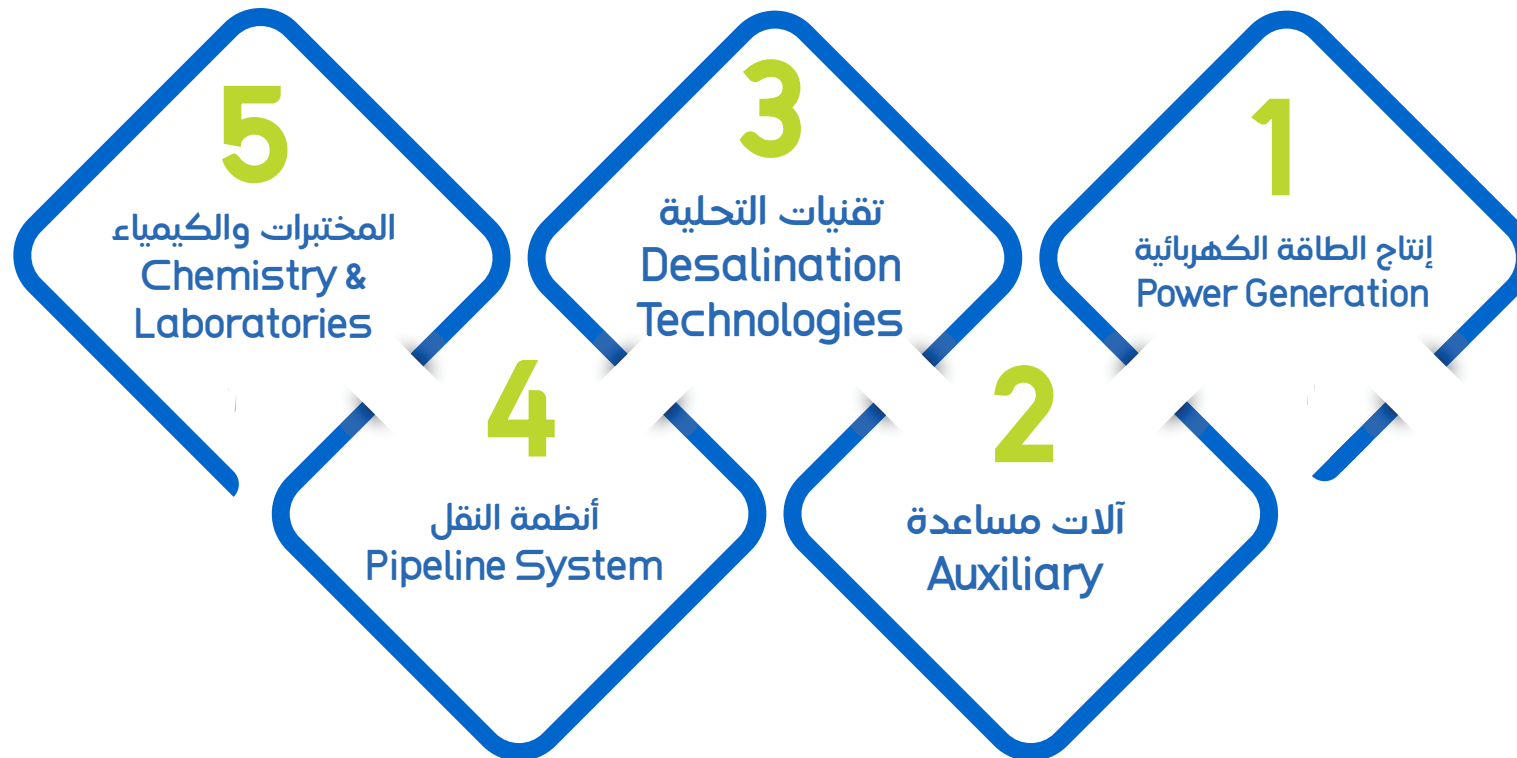 1
إنتاج الطاقة الكهربائية
Power Generation
2
آلات مساعدة
Auxiliary
3
تقنيات التحلية
Desalination
Technologies
4
أنظمة النقل
Pipeline System
5
المختبرات والكيمياء
Chemistry &
Laboratories